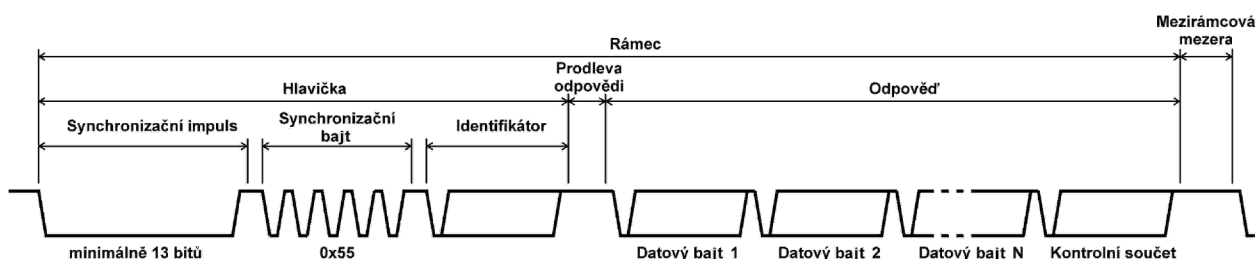 Mezirámcová
mezera
Rámec
Prodleva
odpovědi
Hlavička
Odpověď
Synchronizační impuls
Synchronizační
bajt
Identifikátor
minimálně 13 bitů
0x55
Datový bajt 1
Datový bajt 2
Datový bajt N
Kontrolní součet